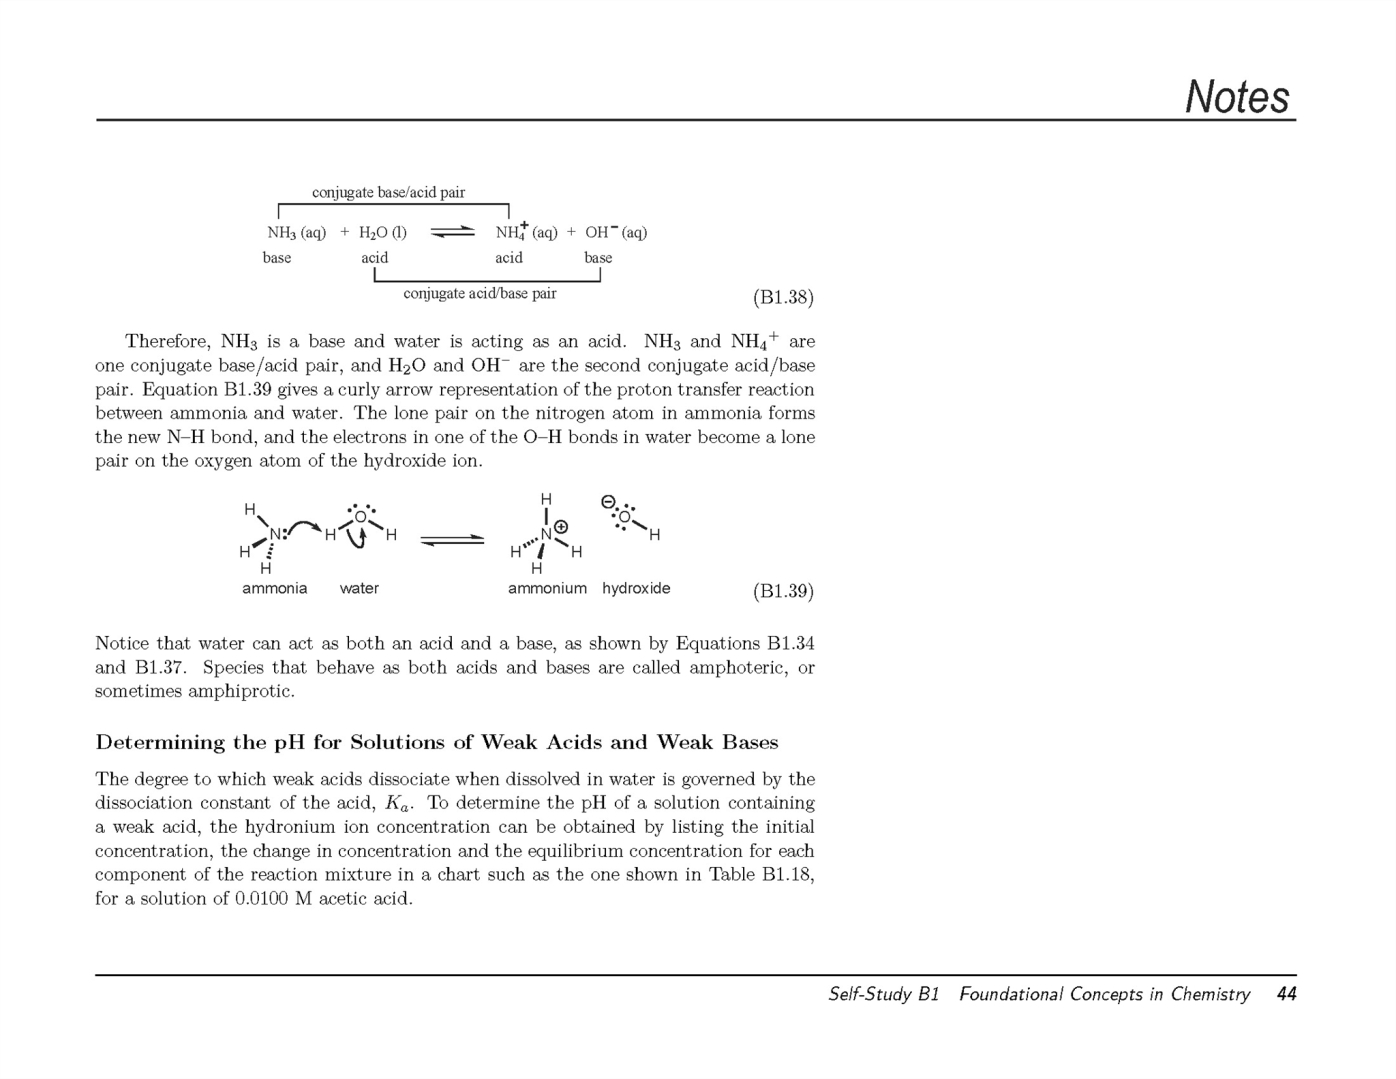 Notes
conjugate base/acid pair
NH₃ (aq) + H₂O (l) ⇌ NH₄⁺ (aq) + OH⁻ (aq)
base acid acid base
conjugate acid/base pair
(B1.38)
Therefore, NH₃ is a base and water is acting as an acid. NH₃ and NH₄⁺ are
one conjugate base/acid pair, and H₂O and OH⁻ are the second conjugate acid/base
pair. Equation B1.39 gives a curly arrow representation of the proton transfer reaction
between ammonia and water. The lone pair on the nitrogen atom in ammonia forms
the new N–H bond, and the electrons in one of the O–H bonds in water become a lone
pair on the oxygen atom of the hydroxide ion.
H H
H O ⊖ O
N: H H N ⊕ H
H H H
H H
ammonia water ammonium hydroxide
(B1.39)
Notice that water can act as both an acid and a base, as shown by Equations B1.34
and B1.37. Species that behave as both acids and bases are called amphoteric, or
sometimes amphiprotic.
Determining the pH for Solutions of Weak Acids and Weak Bases
The degree to which weak acids dissociate when dissolved in water is governed by the
dissociation constant of the acid, Kₐ. To determine the pH of a solution containing
a weak acid, the hydronium ion concentration can be obtained by listing the initial
concentration, the change in concentration and the equilibrium concentration for each
component of the reaction mixture in a chart such as the one shown in Table B1.18,
for a solution of 0.0100 M acetic acid.
Self-Study B1 Foundational Concepts in Chemistry 44